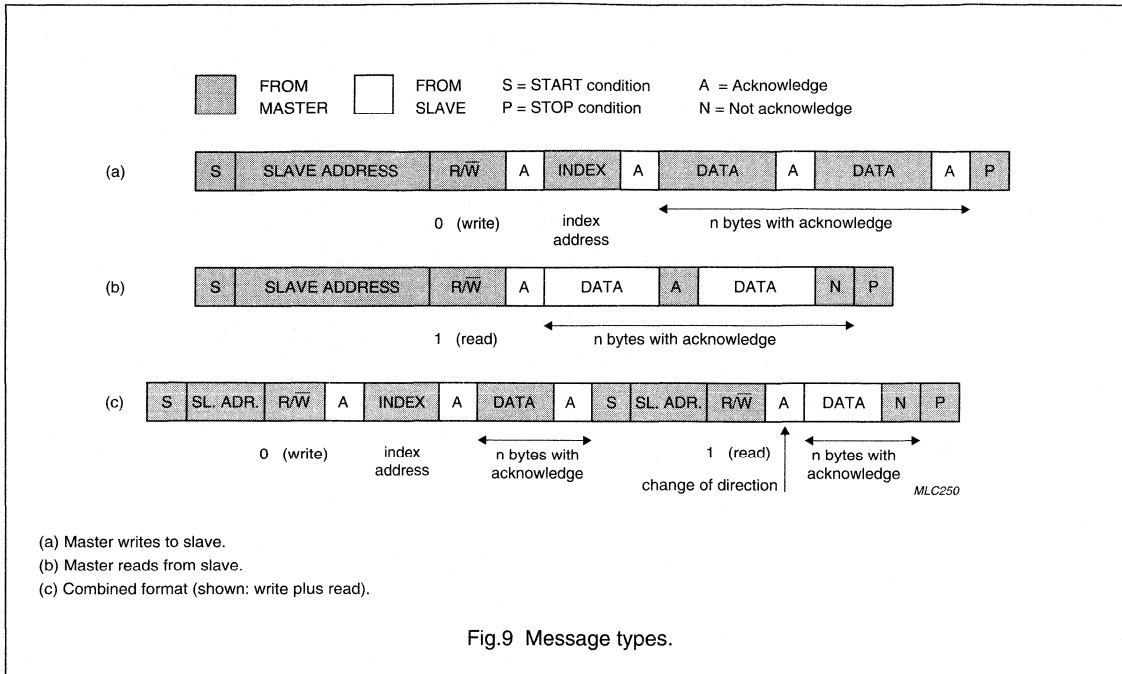 FROM MASTER FROM SLAVE S = START condition A = Acknowledge
P = STOP condition N = Not acknowledge
(a) S SLAVE ADDRESS R/W̅ A INDEX A DATA A DATA A P
0 (write) index address n bytes with acknowledge
(b) S SLAVE ADDRESS R/W̅ A DATA A DATA N P
1 (read) n bytes with acknowledge
(c) S SL. ADR. R/W̅ A INDEX A DATA A S SL. ADR. R/W̅ A DATA N P
0 (write) index address n bytes with acknowledge 1 (read) n bytes with acknowledge
change of direction
MLC250
(a) Master writes to slave.
(b) Master reads from slave.
(c) Combined format (shown: write plus read).
Fig.9 Message types.